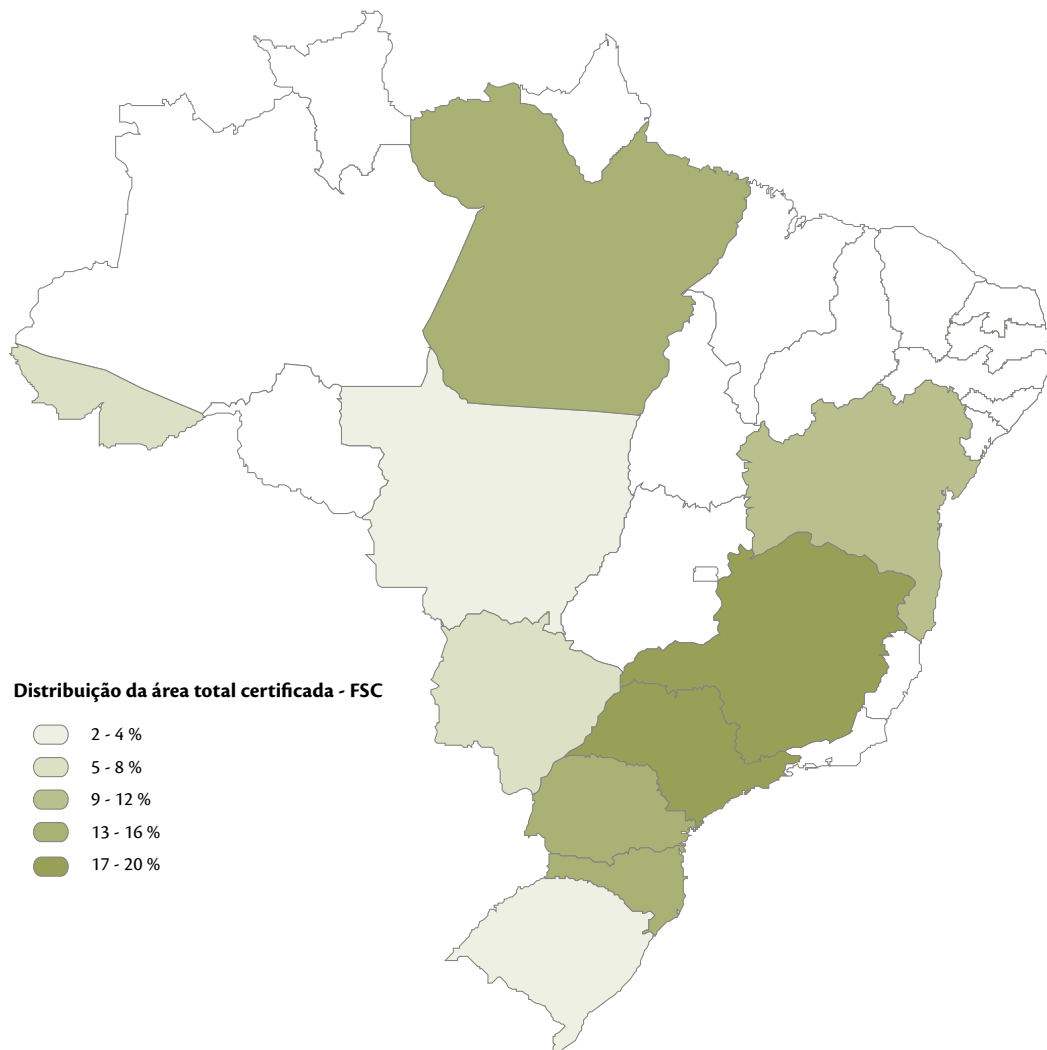 Distribuição da área total certificada - FSC
2 - 4 %
5 - 8 %
9 - 12 %
13 - 16 %
17 - 20 %